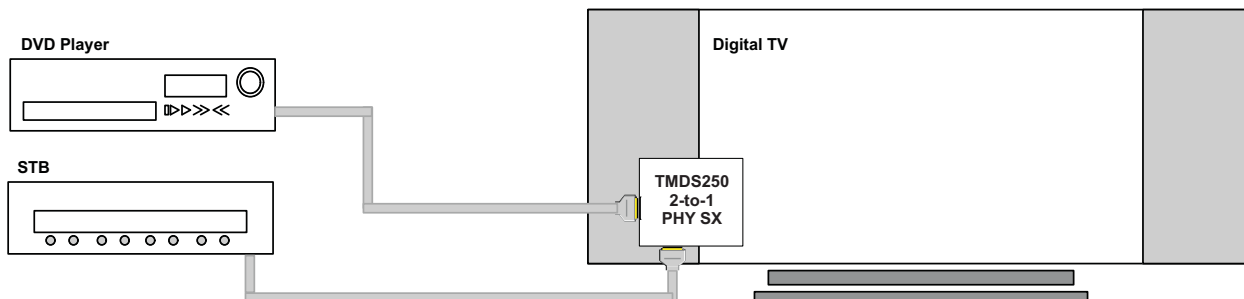 DVD Player
Digital TV
STB
TMDS250
2-to-1
PHY SX